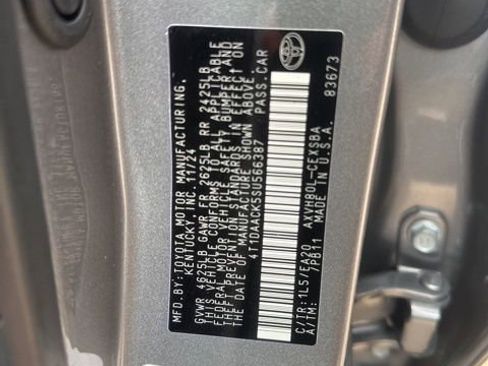 MFD.BY:TOYOTA MOTOR MANUFACTURING,
KENTUCKY,INC. 11/24
GVWR 4625LB GAWR FR 2625LB RR 2425LB
THIS VEHICLE CONFORMS TO ALL APPLICABLE
FEDERAL MOTOR VEHICLE SAFETY, BUMPER, AND
THEFT PREVENTION STANDARDS IN EFFECT ON
THE DATE OF MANUFACTURE SHOWN ABOVE.
4T1DAACK5SU566387 PASS.CAR
C/TR:1L5/EA20 AXVH80L-CEXSBA
A/TM: 7PB11 MADE IN U.S.A. 83673